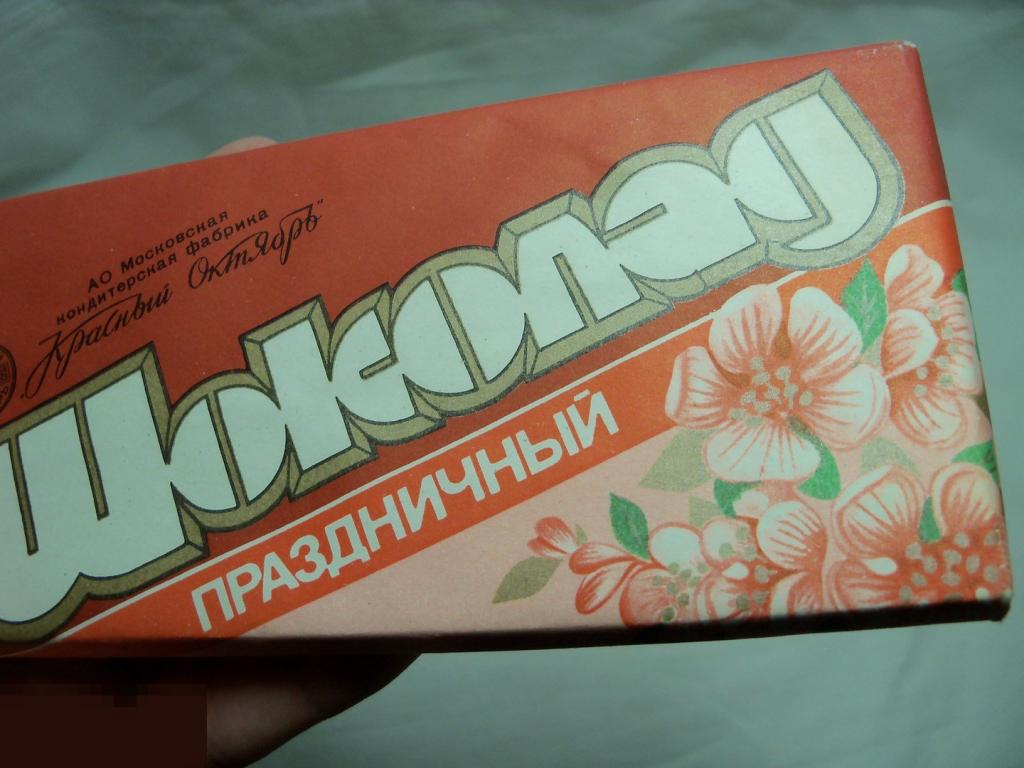 АО Московская
кондитерская фабрика
"Красный Октябрь"
Шоколад
ПРАЗДНИЧНЫЙ